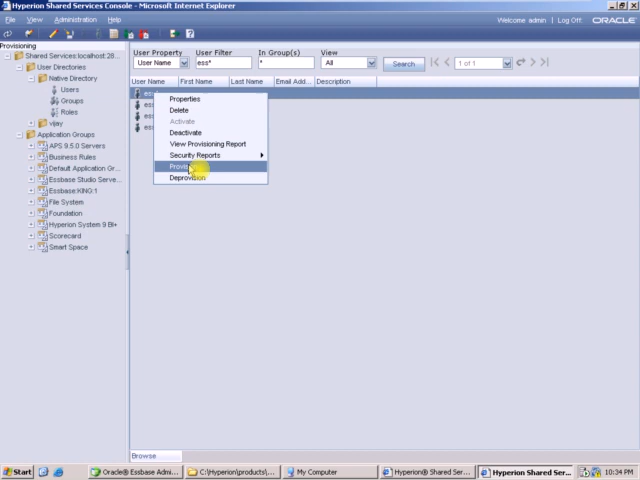 Hyperion Shared Services Console - Microsoft Internet Explorer
File View Administration Help
Welcome admin | Log Off ORACLE
Provisioning
Shared Services:localhost:28...
User Directories
Native Directory
Users
Groups
Roles
vijay
Application Groups
APS 9.5.0 Servers
Business Rules
Default Application Gr...
Essbase Studio Serve...
Essbase:KING:1
File System
Foundation
Hyperion System 9 BI+
Scorecard
Smart Space
User Property User Filter In Group(s) View
User Name ess* * All Search 1 of 1
User Name First Name Last Name Email Add... Description
Properties
Delete
Activate
Deactivate
View Provisioning Report
Security Reports
Deprovision
Browse
Start Oracle® Essbase Admi... C:\Hyperion\products\... My Computer Hyperion® Shared Ser... Hyperion Shared Ser... 10:34 PM